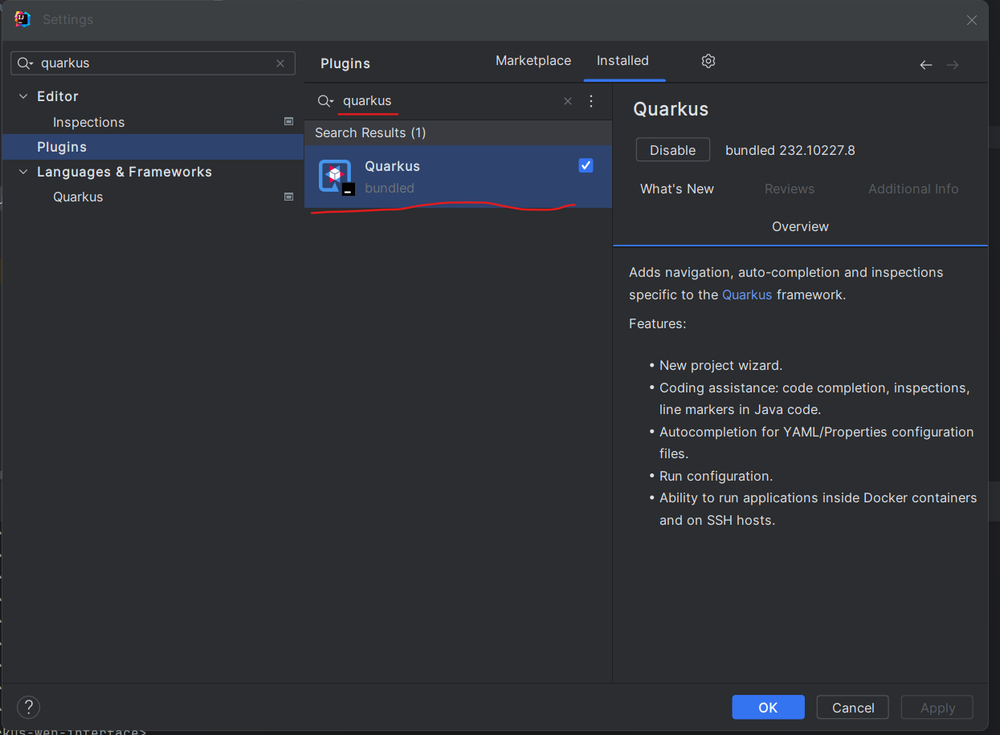 Settings
quarkus
Editor
Inspections
Plugins
Languages & Frameworks
Quarkus
Plugins
Marketplace
Installed
quarkus
Search Results (1)
Quarkus
bundled
Quarkus
Disable
bundled 232.10227.8
What's New
Reviews
Additional Info
Overview
Adds navigation, auto-completion and inspections
specific to the Quarkus framework.
Features:
• New project wizard.
• Coding assistance: code completion, inspections,
line markers in Java code.
• Autocompletion for YAML/Properties configuration
files.
• Run configuration.
• Ability to run applications inside Docker containers
and on SSH hosts.
?
OK
Cancel
Apply